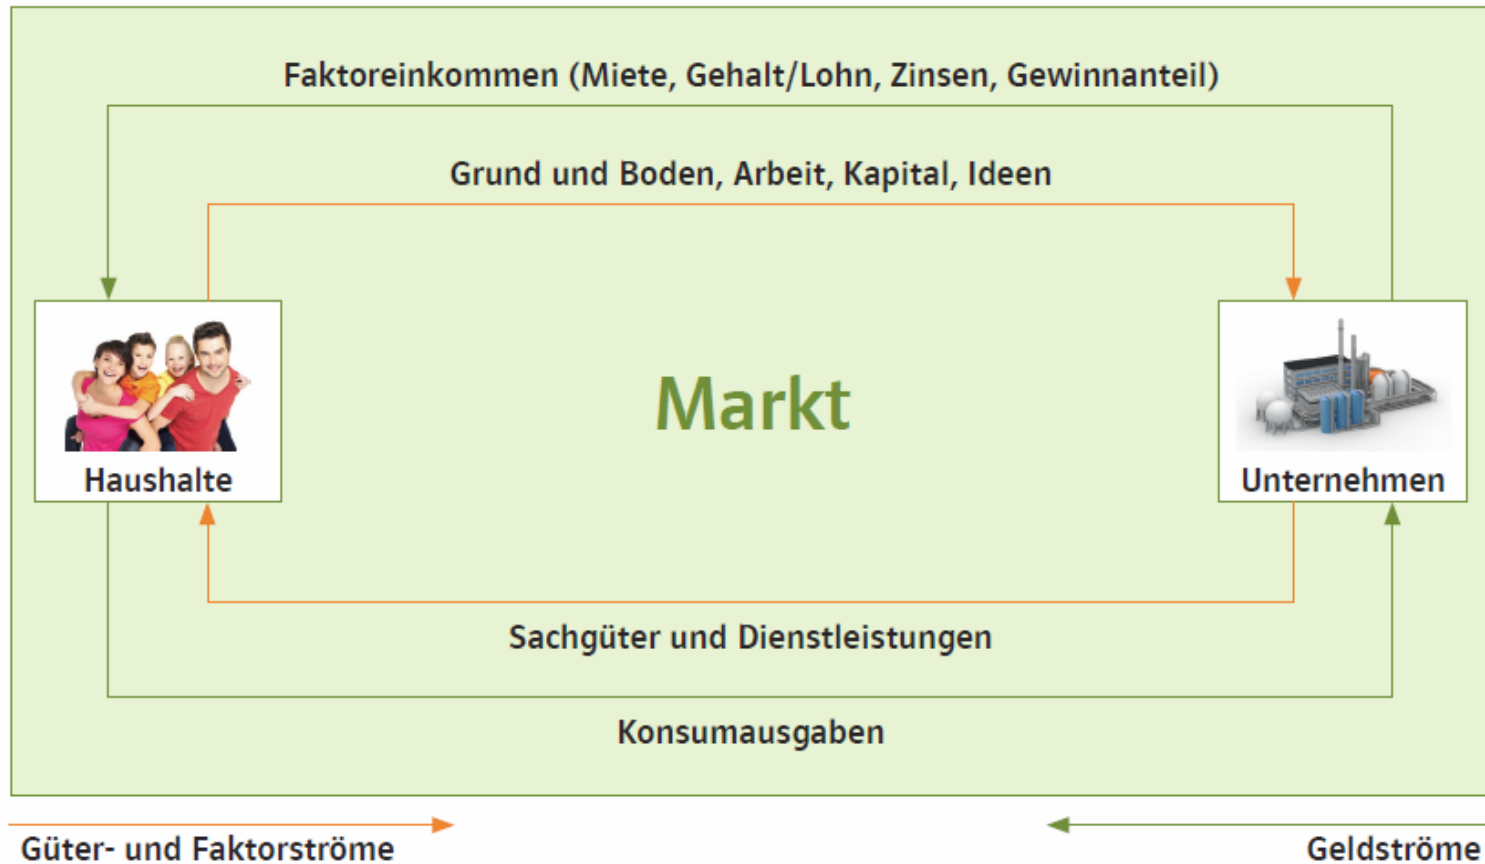 Faktoreinkommen (Miete, Gehalt/Lohn, Zinsen, Gewinnanteil)
Grund und Boden, Arbeit, Kapital, Ideen
Markt
Haushalte
Unternehmen
Sachgüter und Dienstleistungen
Konsumausgaben
Güter- und Faktorströme
Geldströme